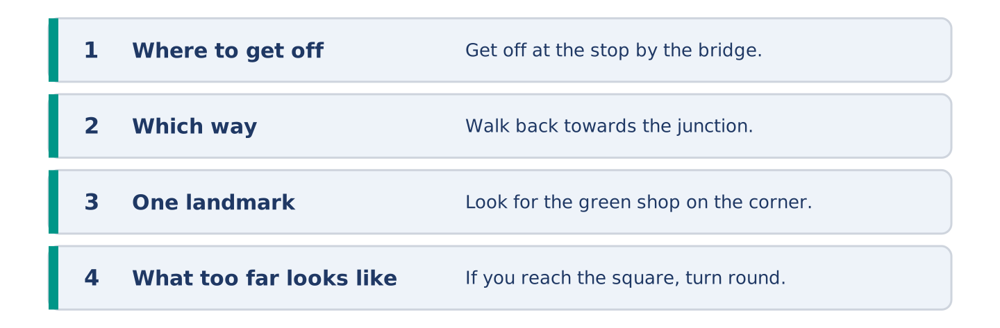 1 Where to get off Get off at the stop by the bridge.
2 Which way Walk back towards the junction.
3 One landmark Look for the green shop on the corner.
4 What too far looks like If you reach the square, turn round.